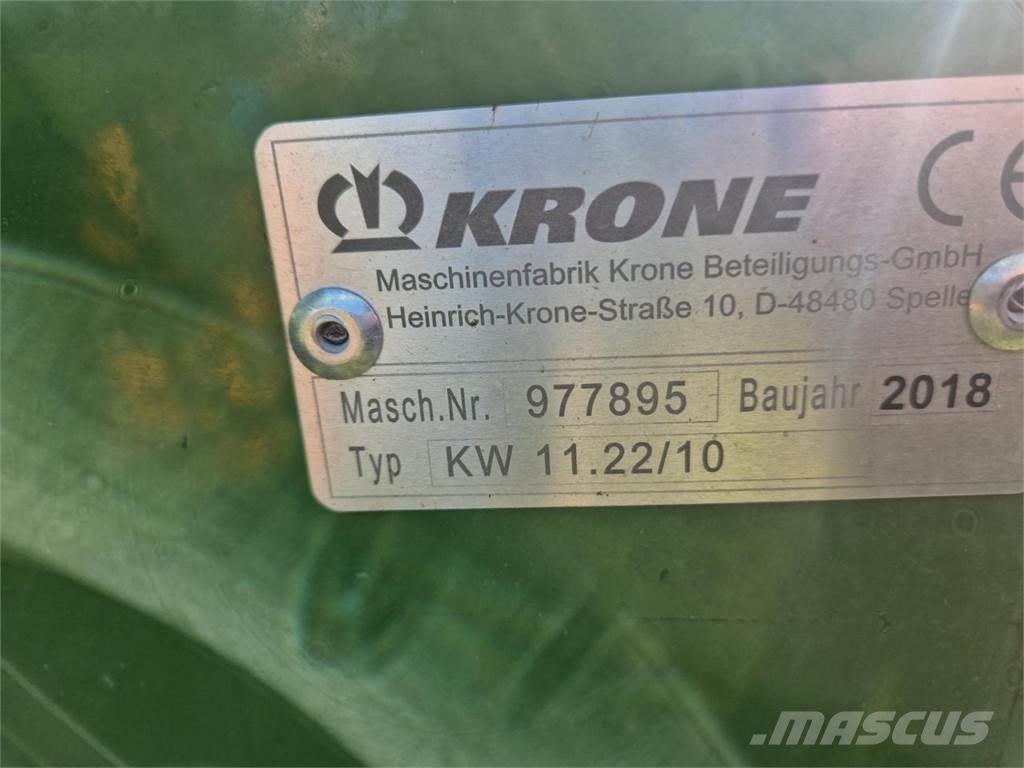 KRONE CE
Maschinenfabrik Krone Beteiligungs-GmbH
Heinrich-Krone-Straße 10, D-48480 Spelle
Masch.Nr. 977895 Baujahr 2018
Typ KW 11.22/10
MASCUS